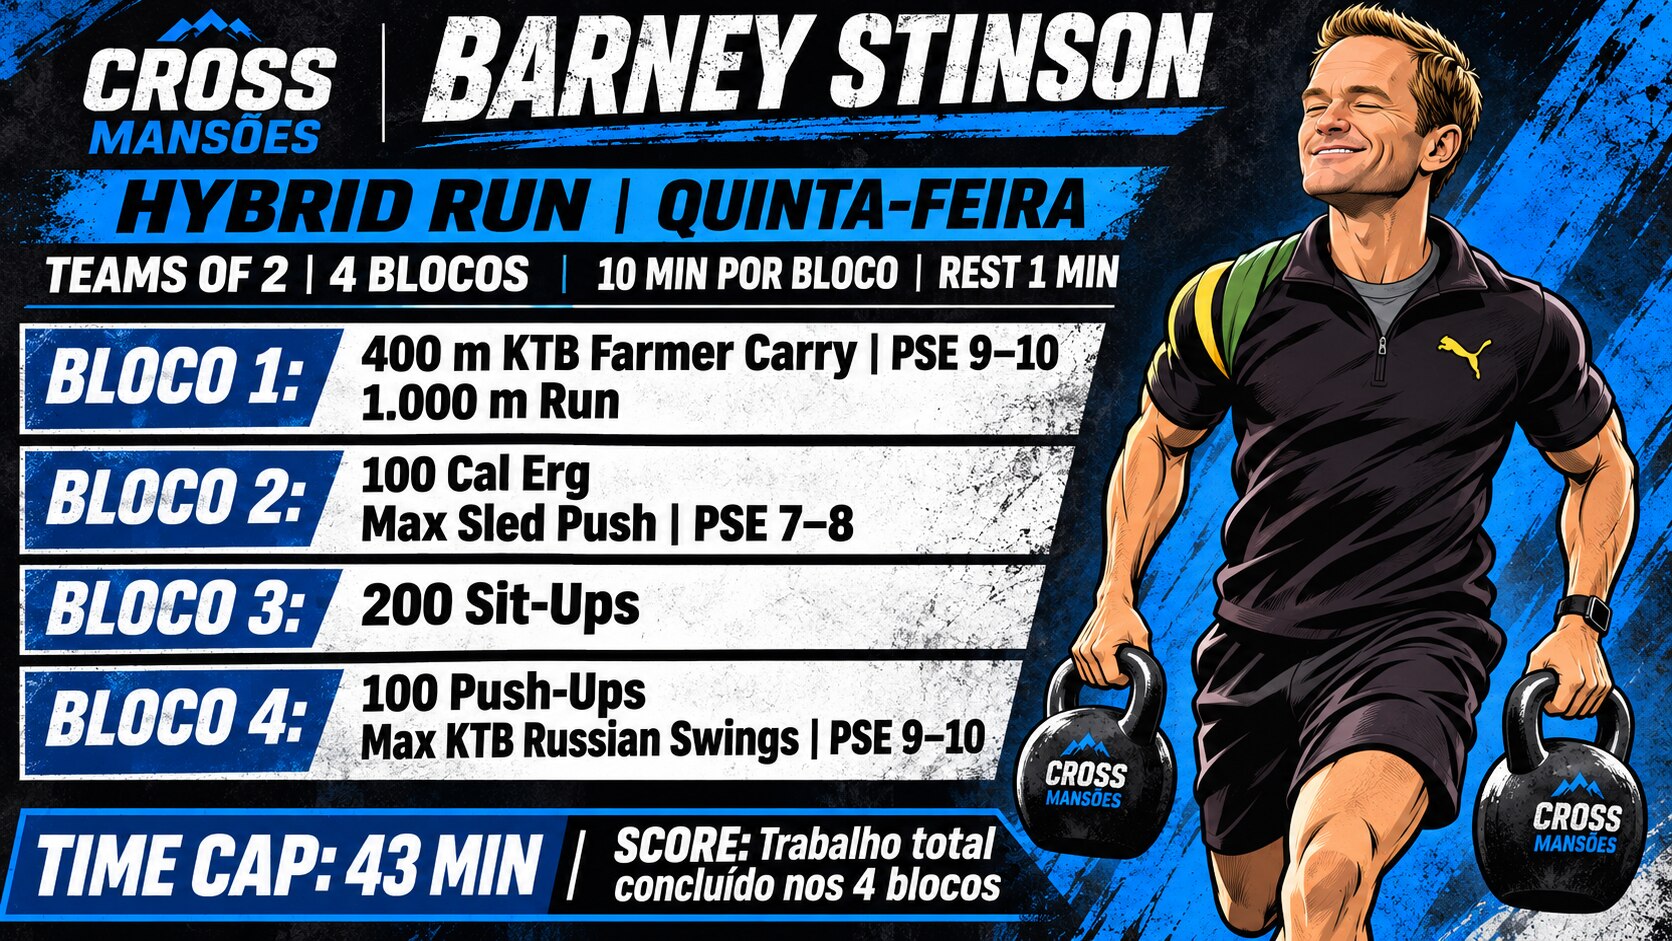 CROSS
MANSÕES
BARNEY STINSON
HYBRID RUN | QUINTA-FEIRA
TEAMS OF 2 | 4 BLOCOS | 10 MIN POR BLOCO | REST 1 MIN
BLOCO 1:
400 m KTB Farmer Carry | PSE 9–10
1.000 m Run
BLOCO 2:
100 Cal Erg
Max Sled Push | PSE 7–8
BLOCO 3:
200 Sit-Ups
BLOCO 4:
100 Push-Ups
Max KTB Russian Swings | PSE 9–10
TIME CAP: 43 MIN
SCORE: Trabalho total
concluído nos 4 blocos
CROSS
MANSÕES
CROSS
MANSÕES